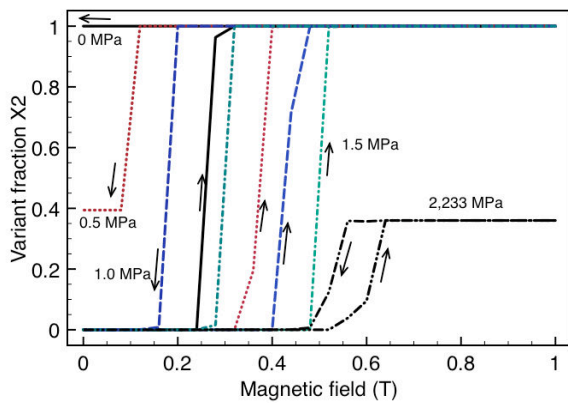 1
0 MPa
0.8
1.5 MPa
0.6
2,233 MPa
0.4
0.5 MPa
0.2
1.0 MPa
0
Variant fraction X2
0 0.2 0.4 0.6 0.8 1
Magnetic field (T)